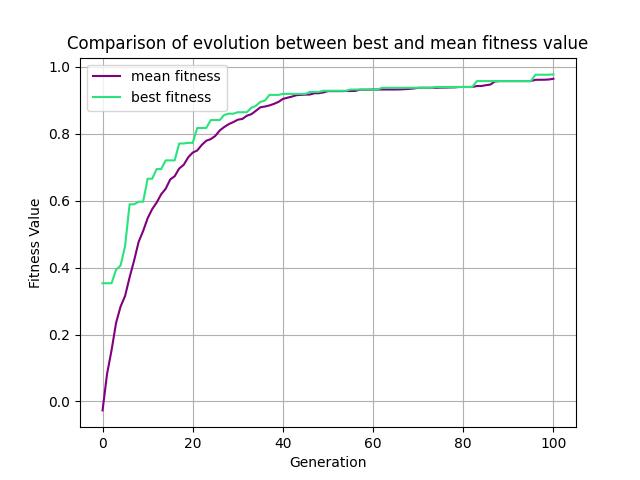 Comparison of evolution between best and mean fitness value
mean fitness
best fitness
1.0
0.8
0.6
0.4
0.2
0.0
Fitness Value
0 20 40 60 80 100
Generation